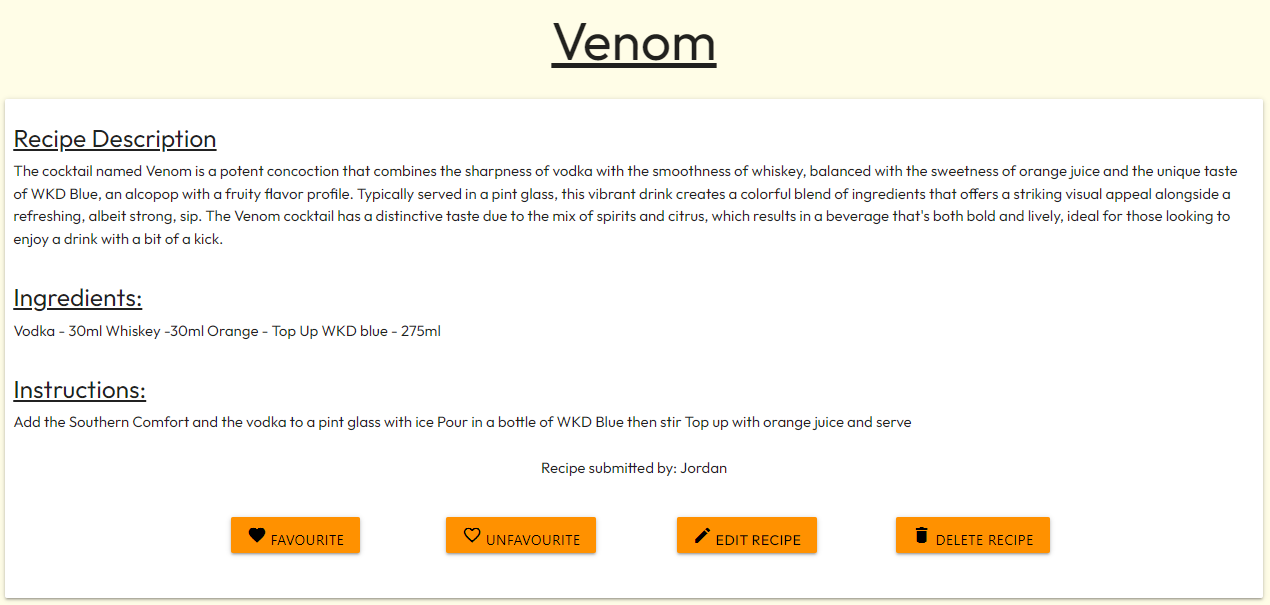 Venom
Recipe Description
The cocktail named Venom is a potent concoction that combines the sharpness of vodka with the smoothness of whiskey, balanced with the sweetness of orange juice and the unique taste
of WKD Blue, an alcopop with a fruity flavor profile. Typically served in a pint glass, this vibrant drink creates a colorful blend of ingredients that offers a striking visual appeal alongside a
refreshing, albeit strong, sip. The Venom cocktail has a distinctive taste due to the mix of spirits and citrus, which results in a beverage that's both bold and lively, ideal for those looking to
enjoy a drink with a bit of a kick.
Ingredients:
Vodka - 30ml Whiskey -30ml Orange - Top Up WKD blue - 275ml
Instructions:
Add the Southern Comfort and the vodka to a pint glass with ice Pour in a bottle of WKD Blue then stir Top up with orange juice and serve
Recipe submitted by: Jordan
FAVOURITE UNFAVOURITE EDIT RECIPE DELETE RECIPE